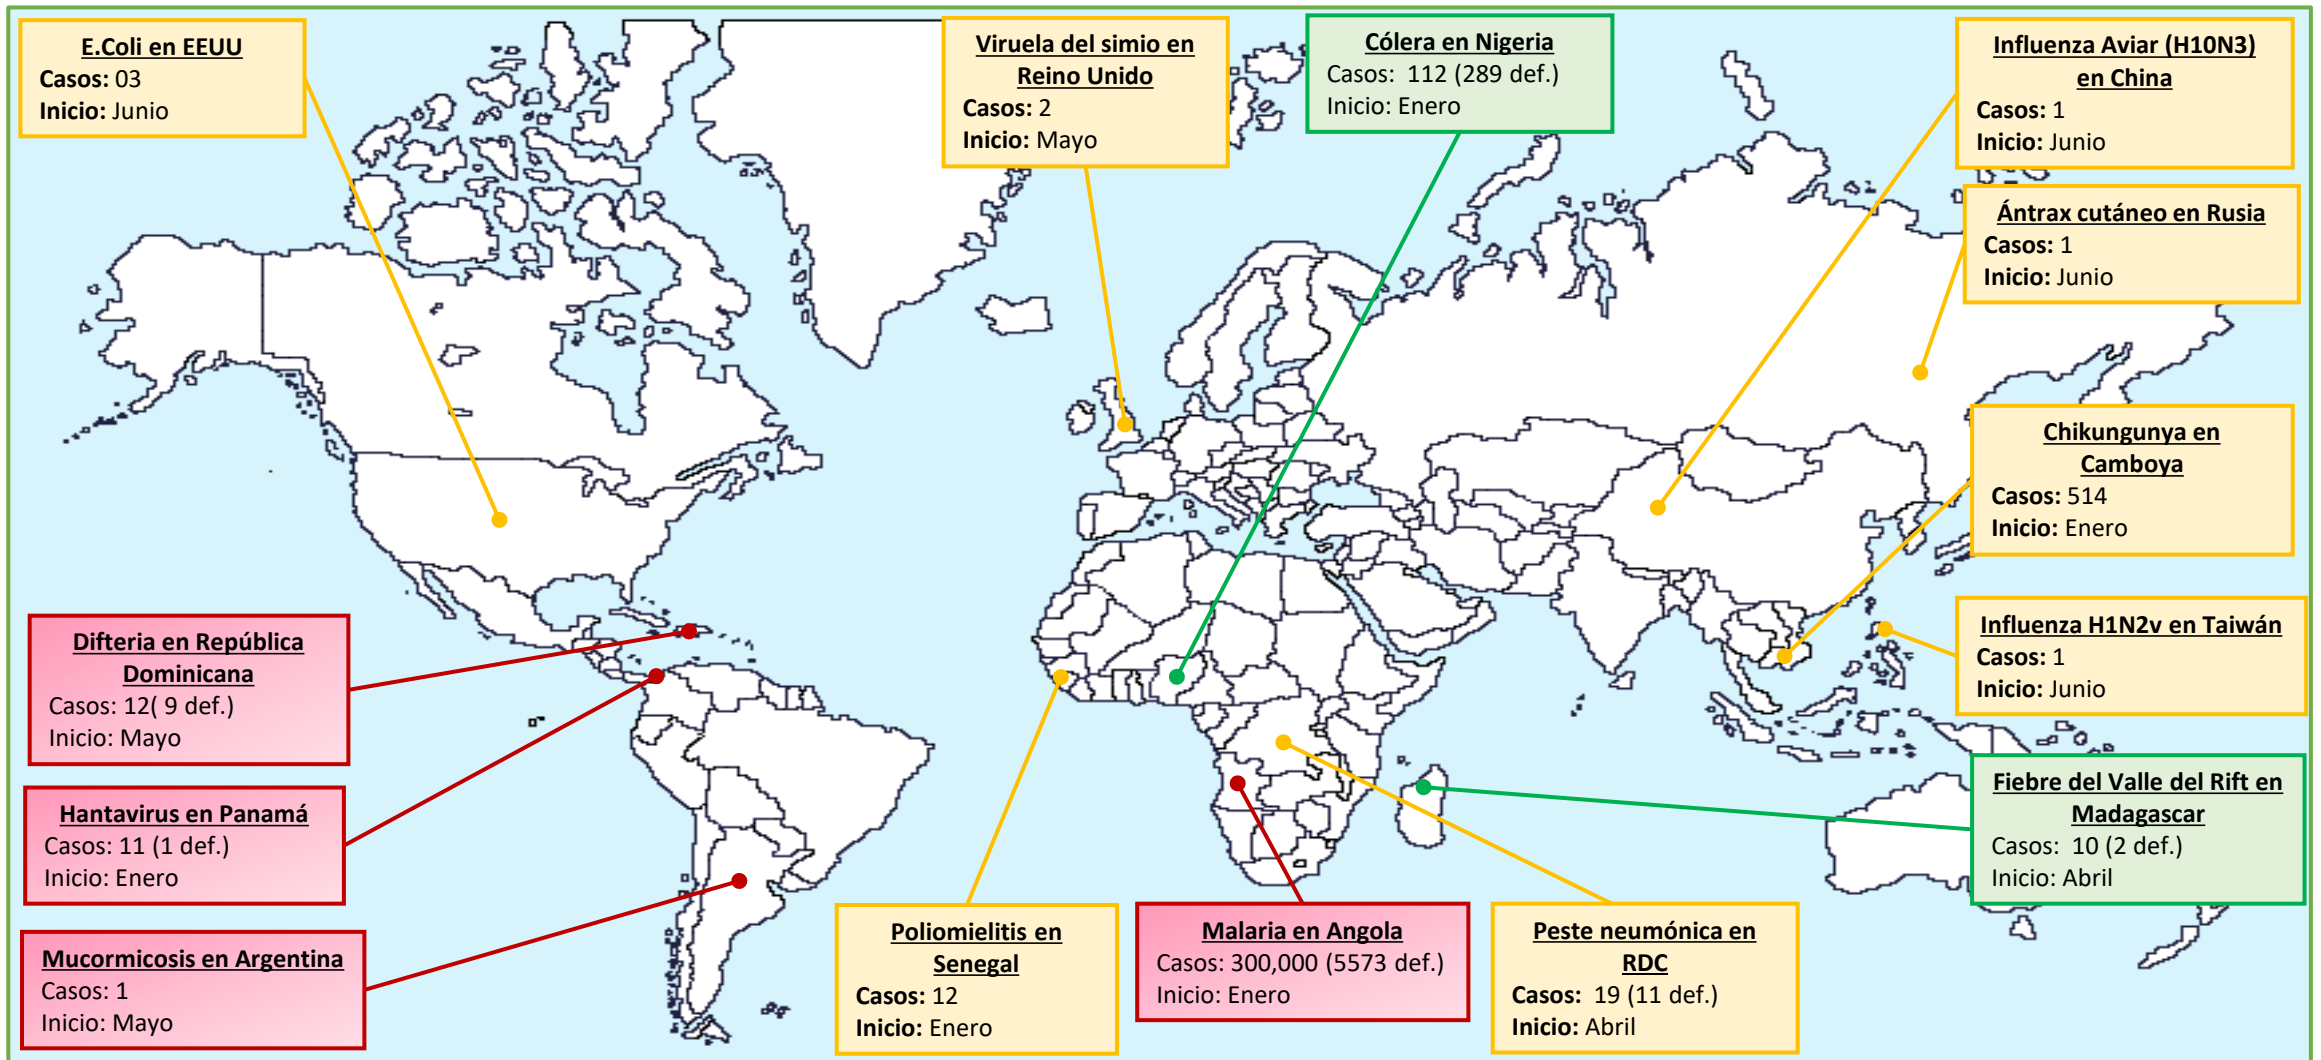 E.Coli en EEUU
Casos: 03
Inicio: Junio
Viruela del simio en
Reino Unido
Casos: 2
Inicio: Mayo
Cólera en Nigeria
Casos: 112 (289 def.)
Inicio: Enero
Influenza Aviar (H10N3)
en China
Casos: 1
Inicio: Junio
Ántrax cutáneo en Rusia
Casos: 1
Inicio: Junio
Chikungunya en
Camboya
Casos: 514
Inicio: Enero
Influenza H1N2v en Taiwán
Casos: 1
Inicio: Junio
Difteria en República
Dominicana
Casos: 12( 9 def.)
Inicio: Mayo
Hantavirus en Panamá
Casos: 11 (1 def.)
Inicio: Enero
Mucormicosis en Argentina
Casos: 1
Inicio: Mayo
Poliomielitis en
Senegal
Casos: 12
Inicio: Enero
Malaria en Angola
Casos: 300,000 (5573 def.)
Inicio: Enero
Peste neumónica en
RDC
Casos: 19 (11 def.)
Inicio: Abril
Fiebre del Valle del Rift en
Madagascar
Casos: 10 (2 def.)
Inicio: Abril